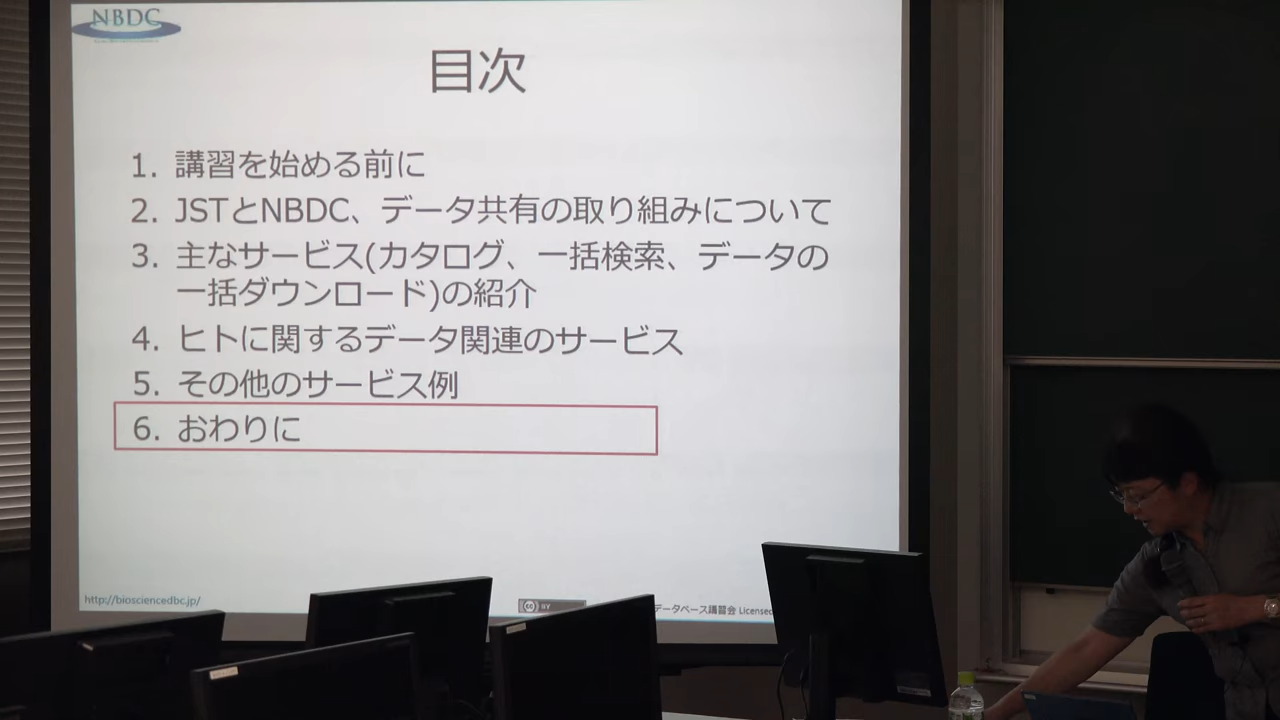 NBDC
目次
1. 講習を始める前に
2. JSTとNBDC、データ共有の取り組みについて
3. 主なサービス(カタログ、一括検索、データの
一括ダウンロード)の紹介
4. ヒトに関するデータ関連のサービス
5. その他のサービス例
6. おわりに
http://biosciencedbc.jp/
cc BY
データベース講習会 Licensed